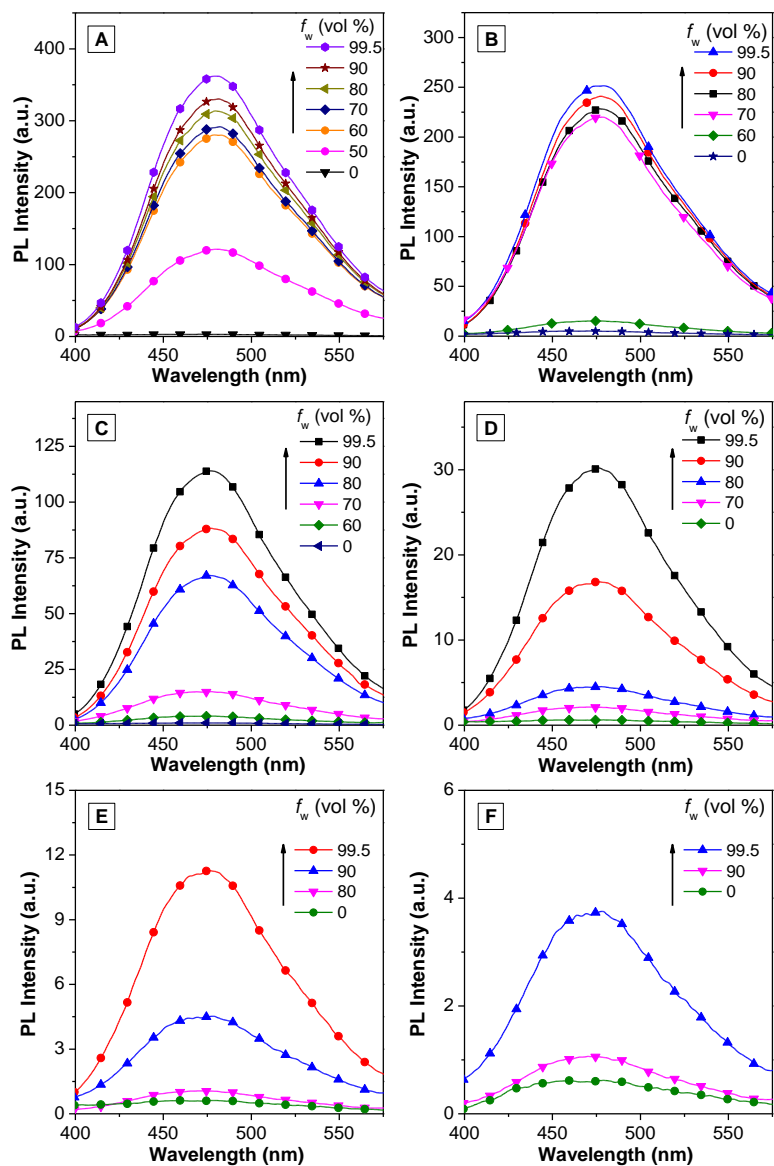 A
f_w (vol %)
99.5
90
80
70
60
50
0
400
300
200
100
0
400 450 500 550
PL Intensity (a.u.)
Wavelength (nm)
B
f_w (vol %)
99.5
90
80
70
60
0
300
250
200
150
100
50
0
400 450 500 550
PL Intensity (a.u.)
Wavelength (nm)
C
f_w (vol %)
99.5
90
80
70
60
0
125
100
75
50
25
0
400 450 500 550
PL Intensity (a.u.)
Wavelength (nm)
D
f_w (vol %)
99.5
90
80
70
0
30
20
10
0
400 450 500 550
PL Intensity (a.u.)
Wavelength (nm)
E
f_w (vol %)
99.5
90
80
0
15
12
9
6
3
0
400 450 500 550
PL Intensity (a.u.)
Wavelength (nm)
F
f_w (vol %)
99.5
90
0
6
4
2
0
400 450 500 550
PL Intensity (a.u.)
Wavelength (nm)